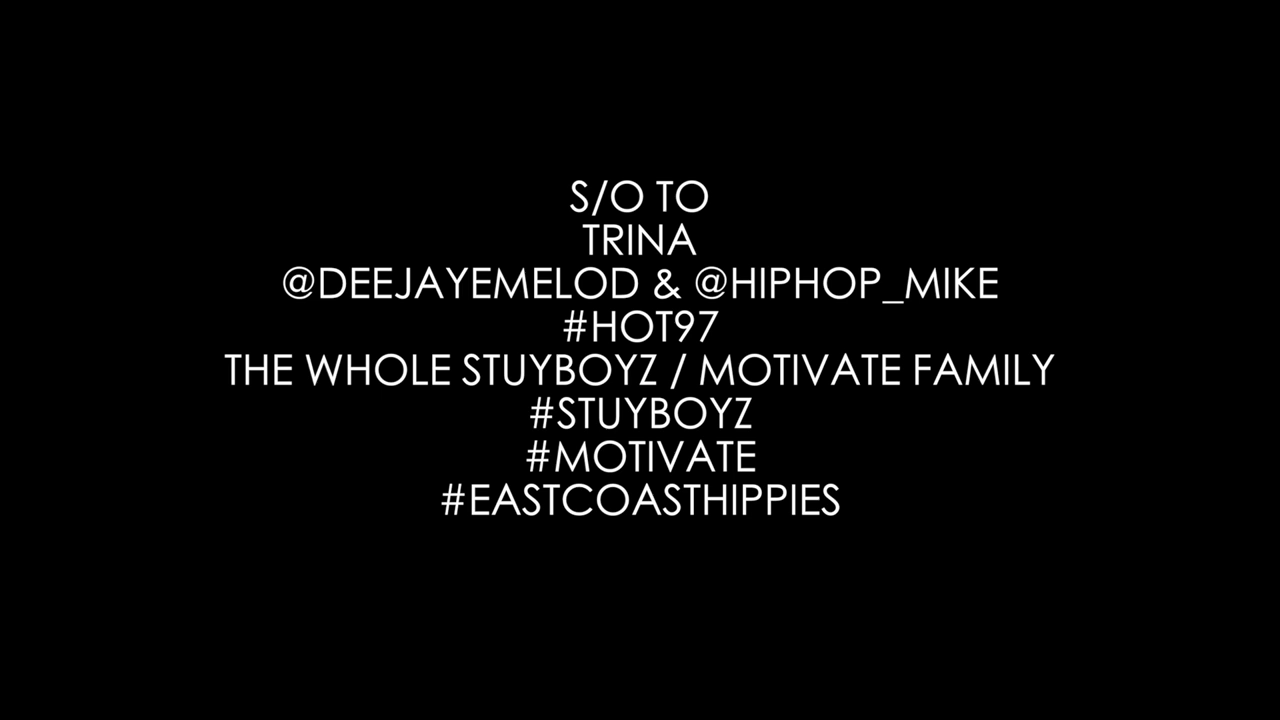 S/O TO
TRINA
@DEEJAYEMELOD & @HIPHOP_MIKE
#HOT97
THE WHOLE STUYBOYZ / MOTIVATE FAMILY
#STUYBOYZ
#MOTIVATE
#EASTCOASTHIPPIES